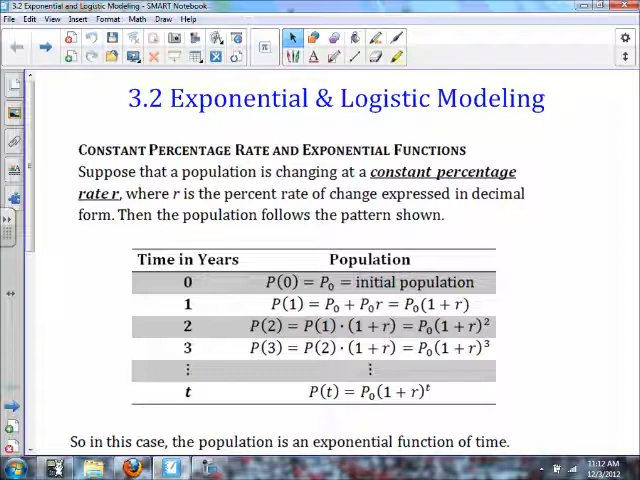 3.2 Exponential and Logistic Modeling - SMART Notebook
File Edit View Insert Format Math Draw Help
3.2 Exponential & Logistic Modeling
CONSTANT PERCENTAGE RATE AND EXPONENTIAL FUNCTIONS
Suppose that a population is changing at a constant percentage
rate r, where r is the percent rate of change expressed in decimal
form. Then the population follows the pattern shown.
Time in Years Population
0 P(0) = P₀ = initial population
1 P(1) = P₀ + P₀r = P₀(1 + r)
2 P(2) = P(1) · (1 + r) = P₀(1 + r)²
3 P(3) = P(2) · (1 + r) = P₀(1 + r)³
⋮ ⋮
t P(t) = P₀(1 + r)ᵗ
So in this case, the population is an exponential function of time.
11:12 AM
12/3/2012